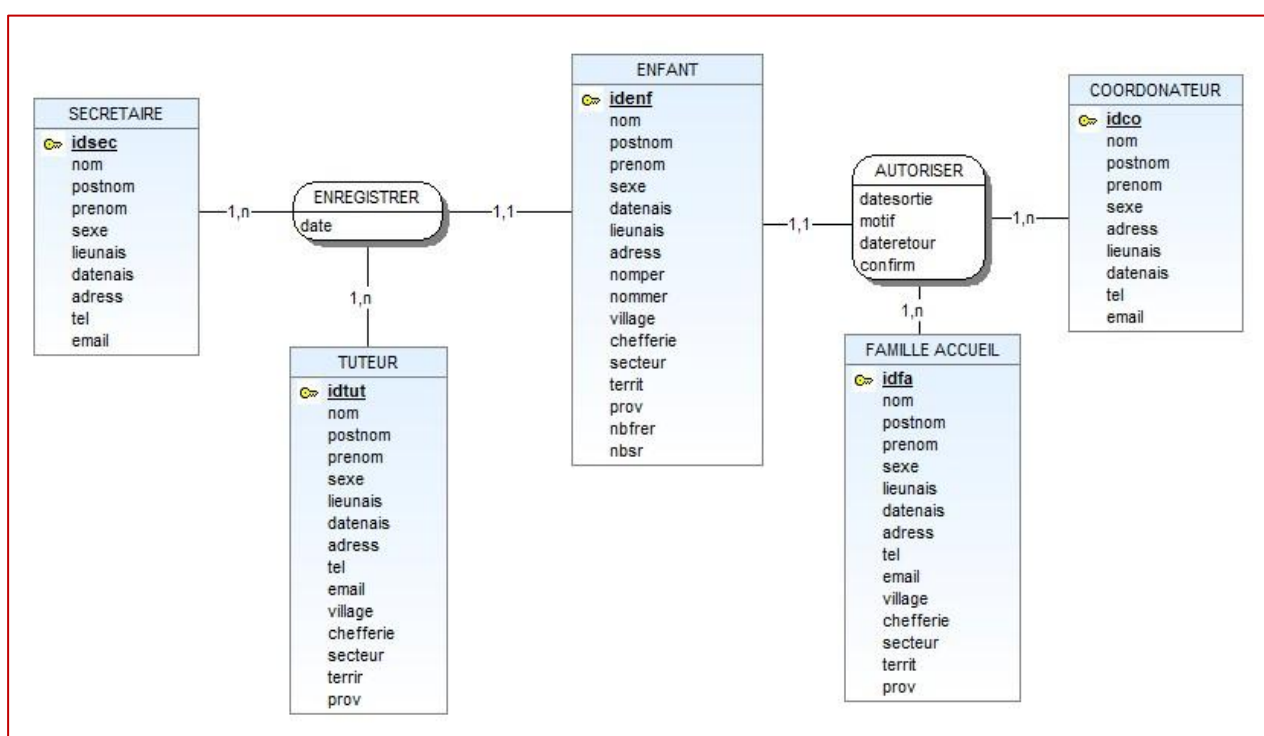 SECRETAIRE
idsec
nom
postnom
prenom
sexe
lieunais
datenais
adress
tel
email
1,n
ENREGISTRER
date
1,n
TUTEUR
idtut
nom
postnom
prenom
sexe
lieunais
datenais
adress
tel
email
village
chefferie
secteur
terrir
prov
1,1
ENFANT
idenf
nom
postnom
prenom
sexe
datenais
lieunais
adress
nomper
nommer
village
chefferie
secteur
territ
prov
nbfrer
nbsr
1,1
AUTORISER
datesortie
motif
dateretour
confirm
1,n
FAMILLE ACCUEIL
idfa
nom
postnom
prenom
sexe
lieunais
datenais
adress
tel
email
village
chefferie
secteur
territ
prov
1,n
COORDONATEUR
idco
nom
postnom
prenom
sexe
adress
lieunais
datenais
tel
email